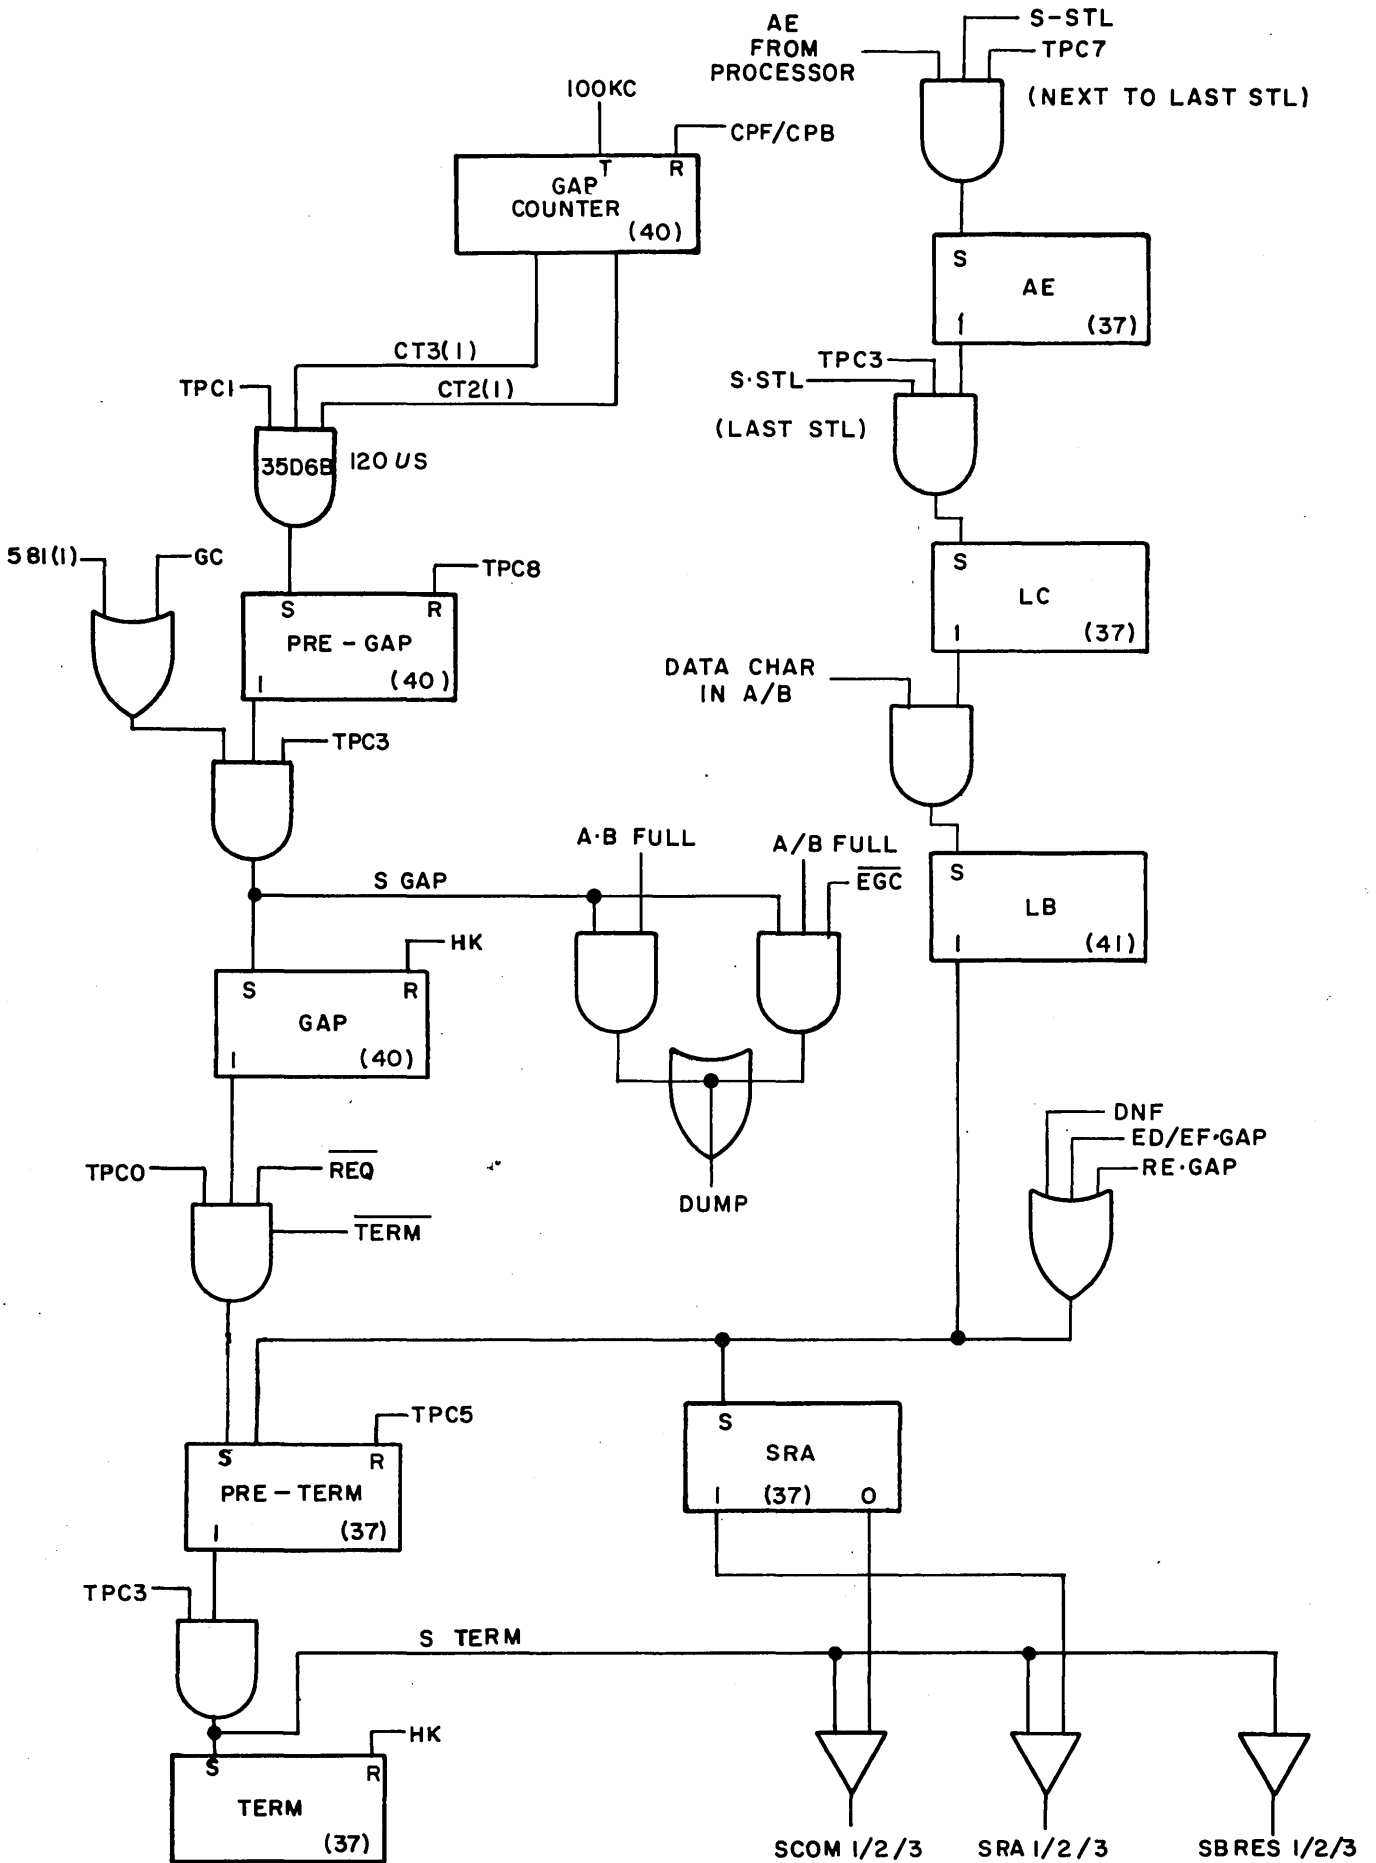 AE
FROM
PROCESSOR
S-STL
TPC7
(NEXT TO LAST STL)
100KC
CPF/CPB
T R
GAP
COUNTER
(40)
S
AE
1 (37)
CT3(1)
CT2(1)
TPC1
35D6B
120 US
TPC3
S·STL
(LAST STL)
581(1)
GC
TPC8
S R
PRE-GAP
1 (40)
S
LC
1 (37)
TPC3
DATA CHAR
IN A/B
S GAP
A·B FULL
A/B FULL
EGC
S
LB
1 (41)
HK
S R
GAP
1 (40)
DUMP
TPC0
REQ
TERM
DNF
ED/EF·GAP
RE·GAP
TPC5
S R
PRE-TERM
1 (37)
S
SRA
1 (37) 0
TPC3
S TERM
HK
S R
TERM
(37)
SCOM 1/2/3
SRA 1/2/3
SBRES 1/2/3